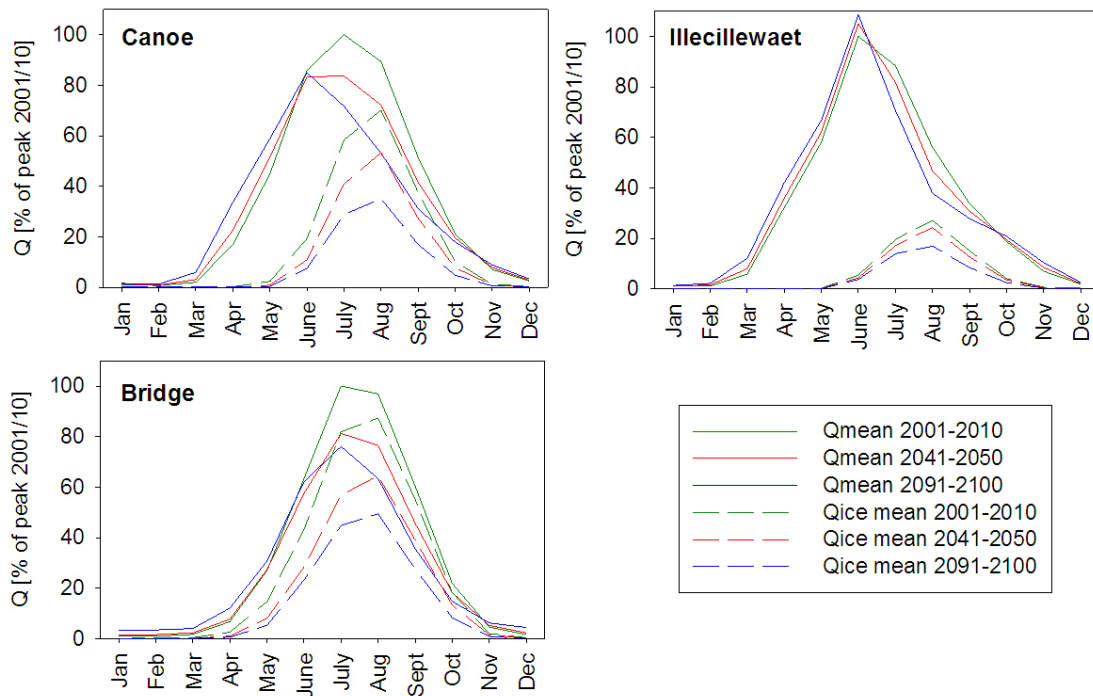 Canoe
Q [% of peak 2001/10]
100
80
60
40
20
0
Jan
Feb
Mar
Apr
May
June
July
Aug
Sept
Oct
Nov
Dec
Illecillewaet
Q [% of peak 2001/10]
100
80
60
40
20
0
Jan
Feb
Mar
Apr
May
June
July
Aug
Sept
Oct
Nov
Dec
Bridge
Q [% of peak 2001/10]
100
80
60
40
20
0
Jan
Feb
Mar
Apr
May
June
July
Aug
Sept
Oct
Nov
Dec
Qmean 2001-2010
Qmean 2041-2050
Qmean 2091-2100
Qice mean 2001-2010
Qice mean 2041-2050
Qice mean 2091-2100